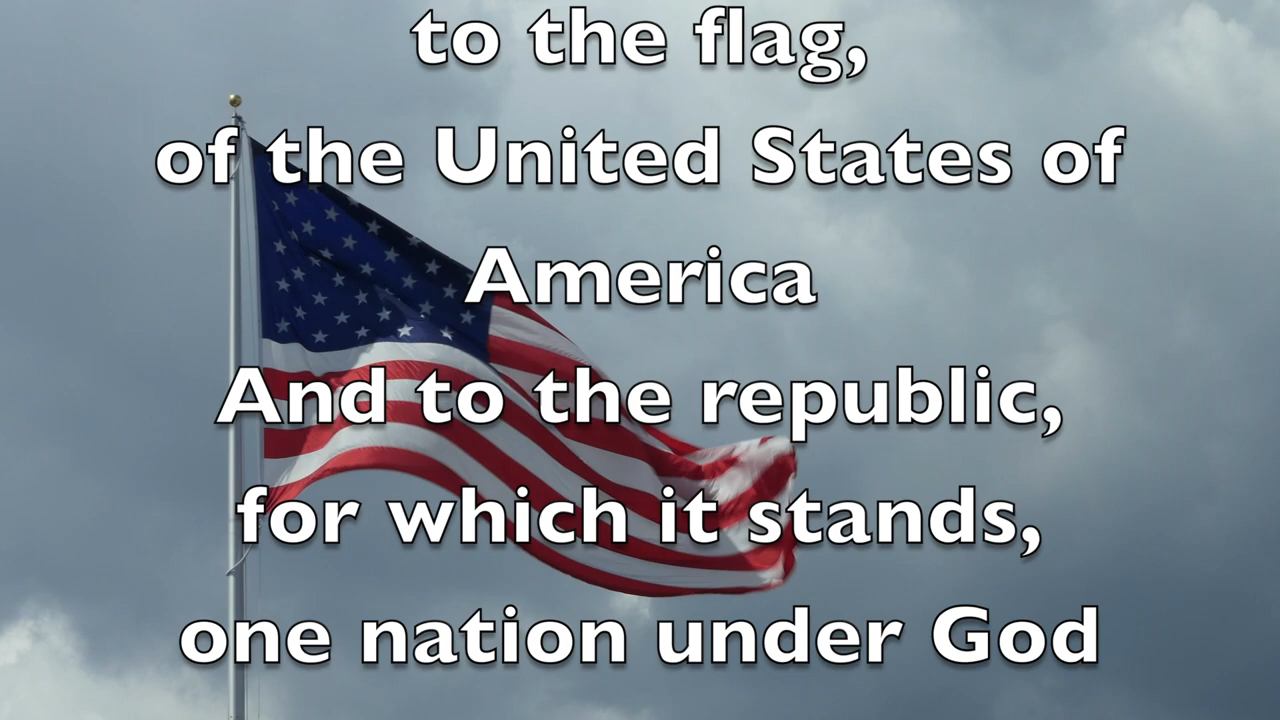 to the flag,
of the United States of
America
And to the republic,
for which it stands,
one nation under God